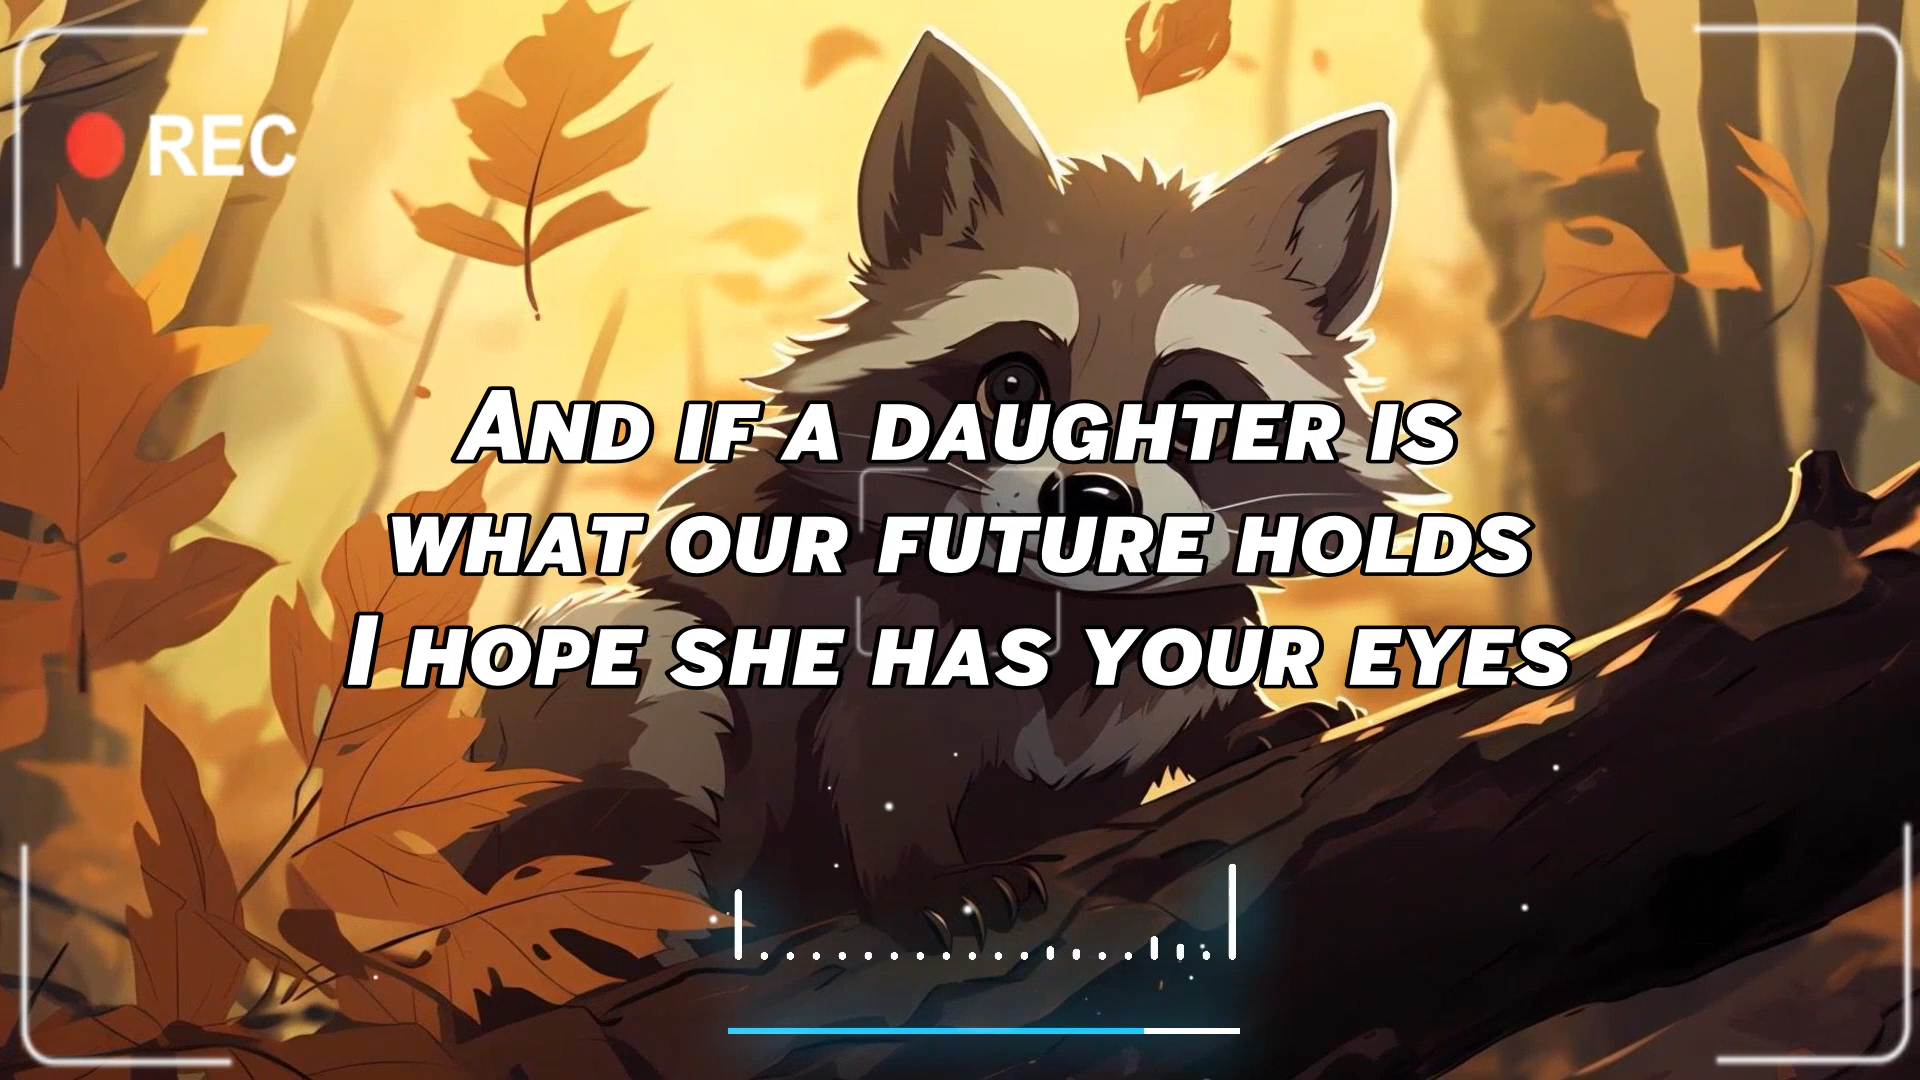 REC
And if a daughter is
what our future holds
I hope she has your eyes